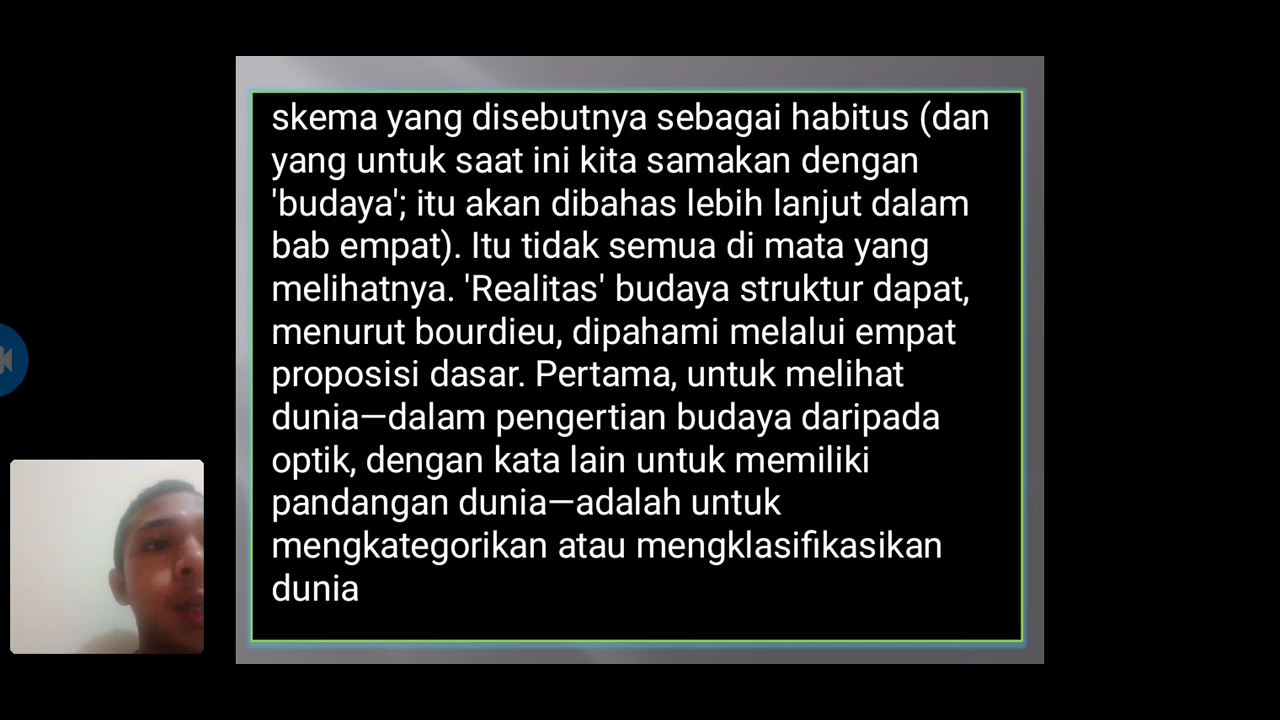 skema yang disebutnya sebagai habitus (dan
yang untuk saat ini kita samakan dengan
'budaya'; itu akan dibahas lebih lanjut dalam
bab empat). Itu tidak semua di mata yang
melihatnya. 'Realitas' budaya struktur dapat,
menurut bourdieu, dipahami melalui empat
proposisi dasar. Pertama, untuk melihat
dunia—dalam pengertian budaya daripada
optik, dengan kata lain untuk memiliki
pandangan dunia—adalah untuk
mengkategorikan atau mengklasifikasikan
dunia